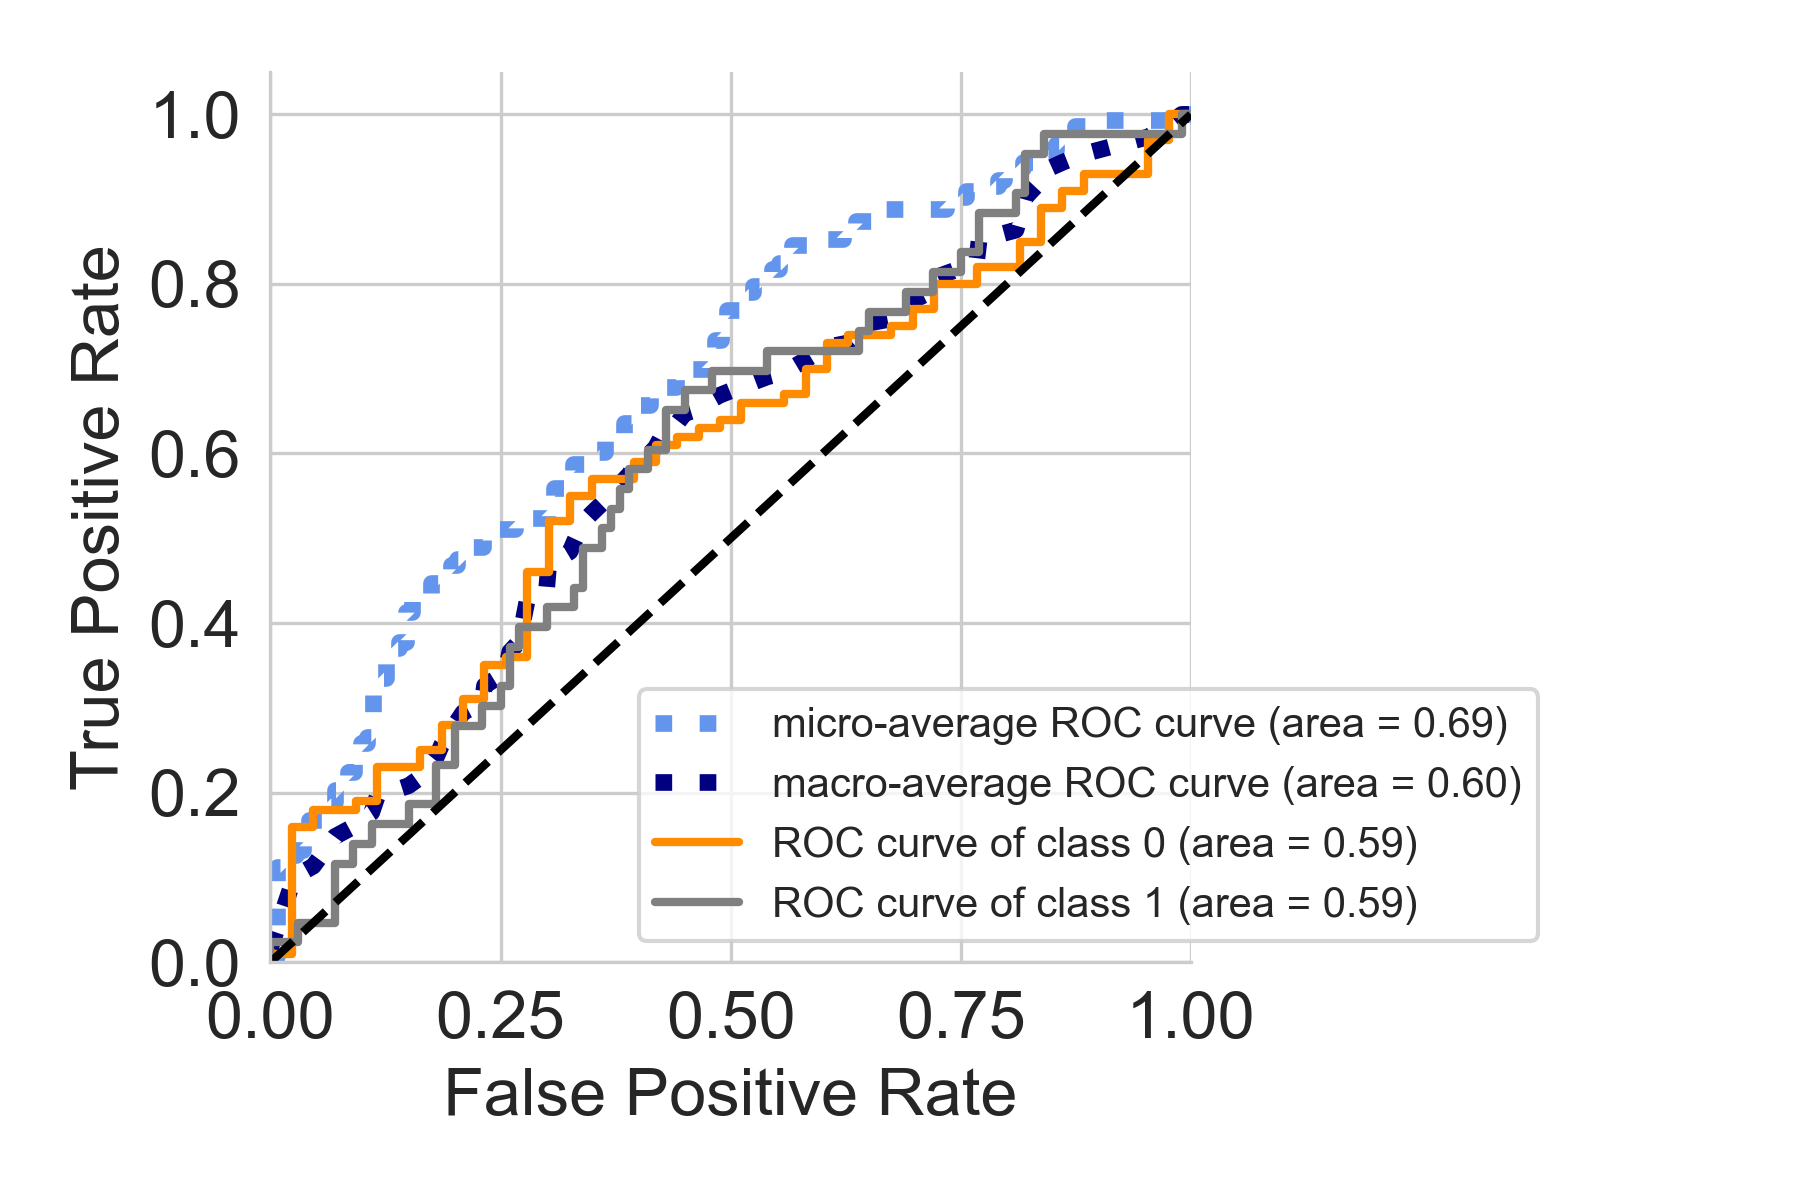 True Positive Rate
1.0
0.8
0.6
0.4
0.2
0.0
micro-average ROC curve (area = 0.69)
macro-average ROC curve (area = 0.60)
ROC curve of class 0 (area = 0.59)
ROC curve of class 1 (area = 0.59)
0.00 0.25 0.50 0.75 1.00
False Positive Rate